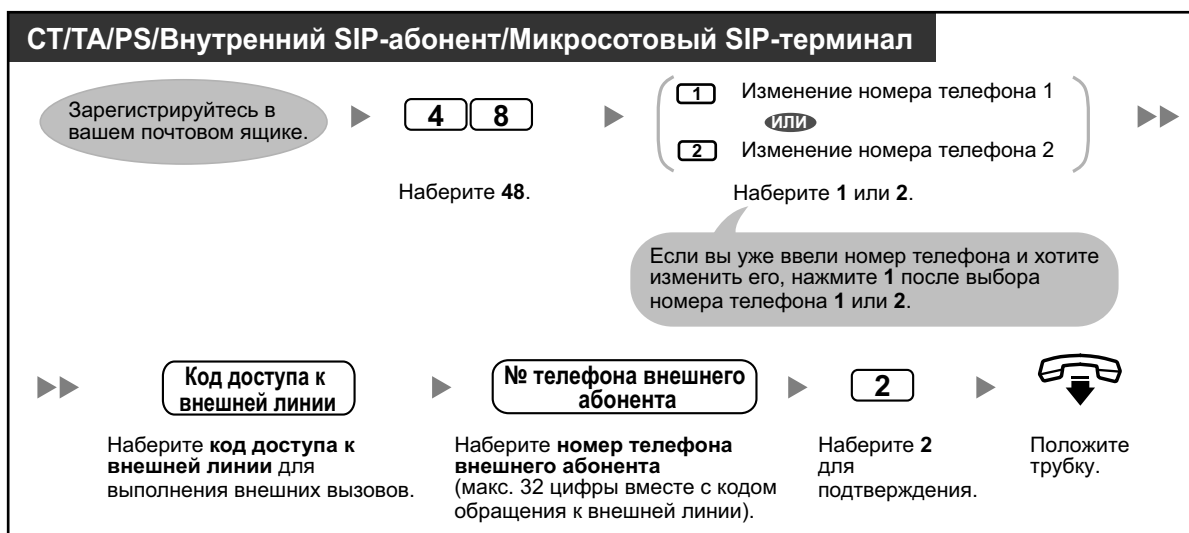 СТ/ТА/PS/Внутренний SIP-абонент/Микросотовый SIP-терминал
Зарегистрируйтесь в
вашем почтовом ящике.
4 8
Наберите 48.
1 Изменение номера телефона 1
или
2 Изменение номера телефона 2
Наберите 1 или 2.
Если вы уже ввели номер телефона и хотите
изменить его, нажмите 1 после выбора
номера телефона 1 или 2.
Код доступа к
внешней линии
Наберите код доступа к
внешней линии для
выполнения внешних вызовов.
№ телефона внешнего
абонента
Наберите номер телефона
внешнего абонента
(макс. 32 цифры вместе с кодом
обращения к внешней линии).
2
Наберите 2
для
подтверждения.
Положите
трубку.